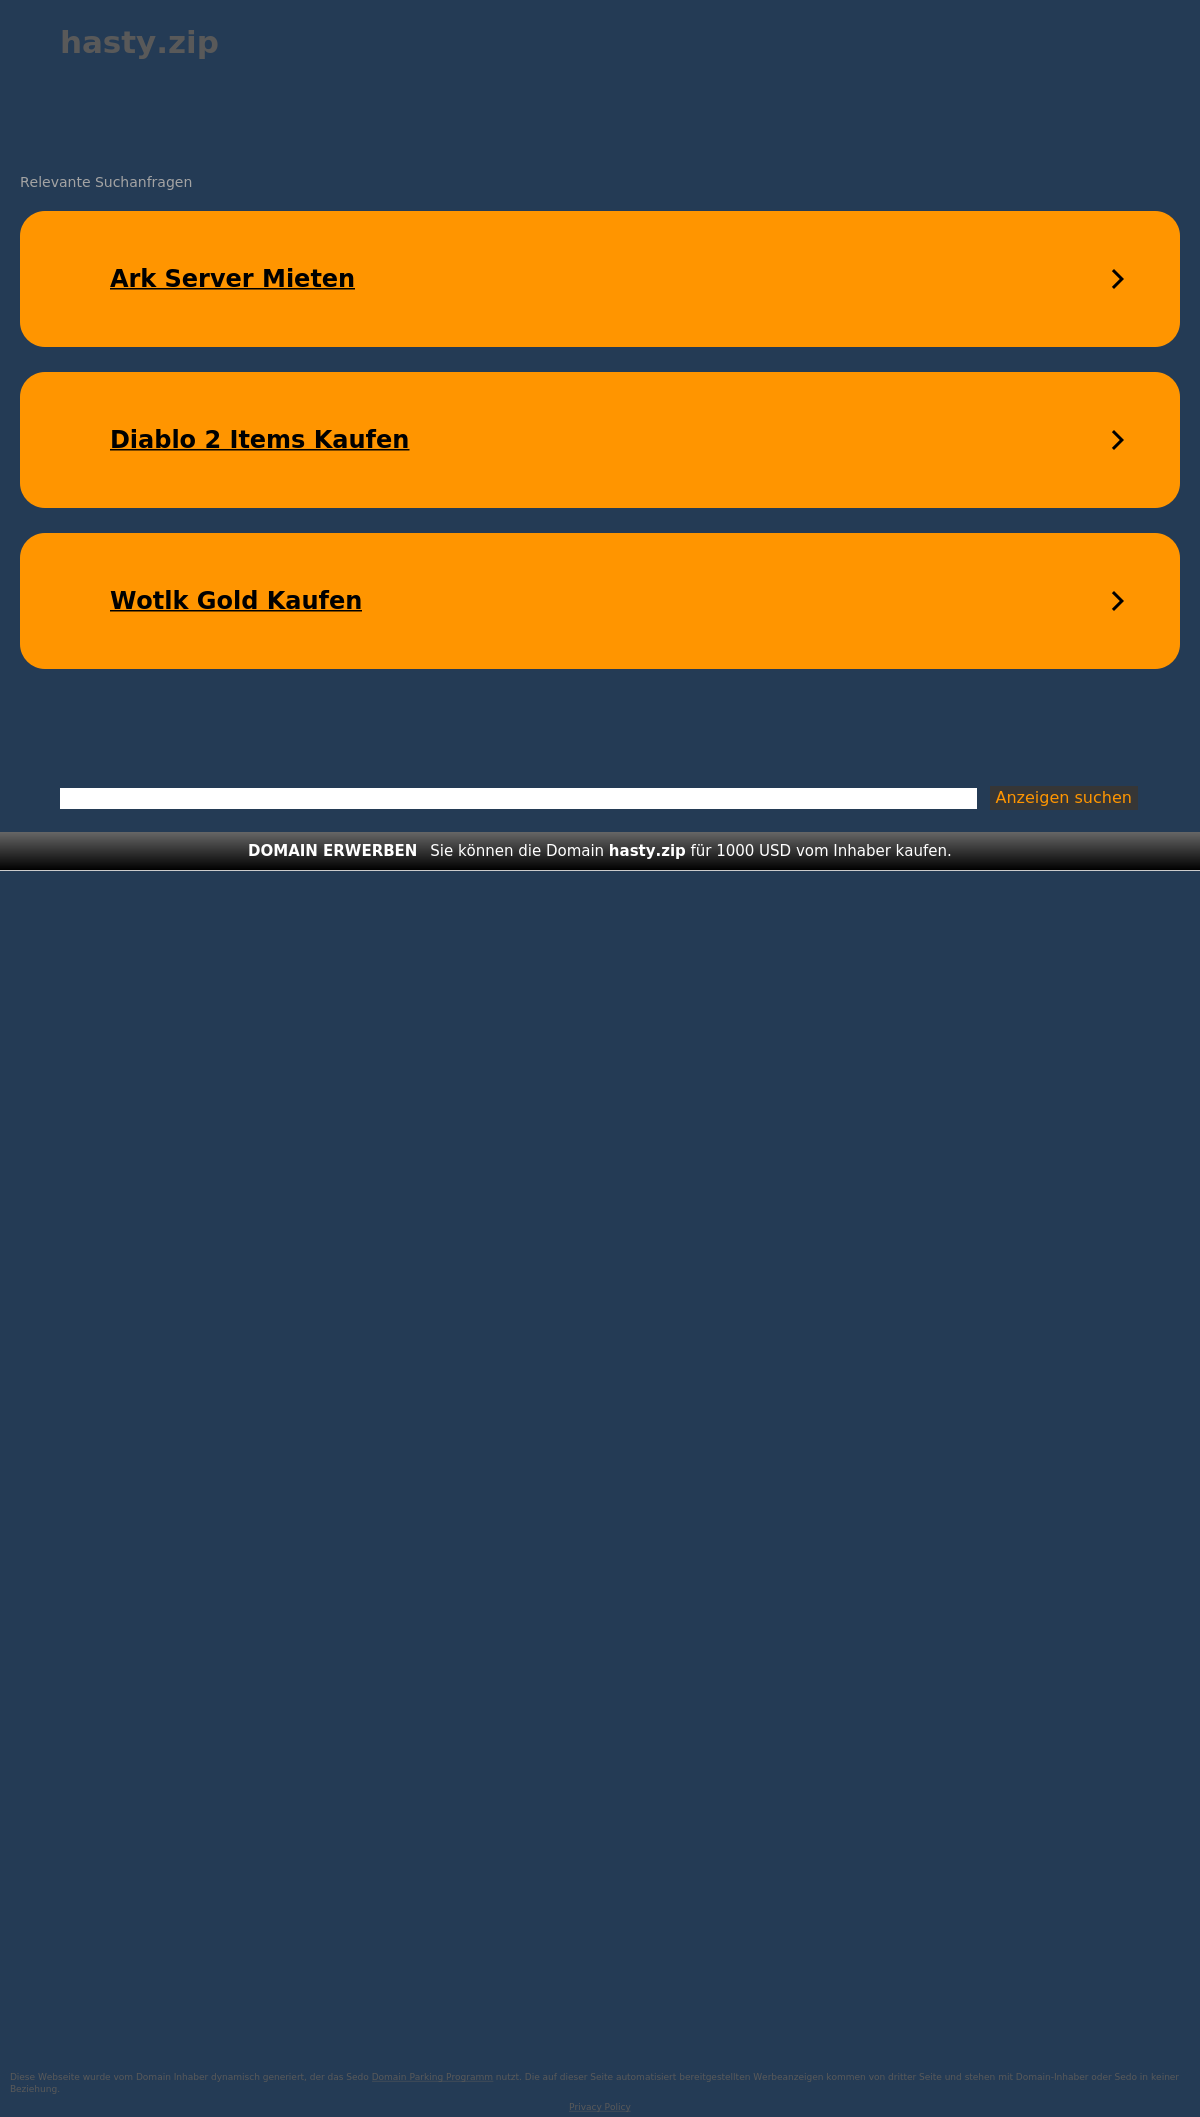 hasty.zip
Relevante Suchanfragen
Ark Server Mieten
Diablo 2 Items Kaufen
Wotlk Gold Kaufen
Anzeigen suchen
DOMAIN ERWERBEN Sie können die Domain hasty.zip für 1000 USD vom Inhaber kaufen.
Diese Webseite wurde vom Domain Inhaber dynamisch generiert, der das Sedo Domain Parking Programm nutzt. Die auf dieser Seite automatisiert bereitgestellten Werbeanzeigen kommen von dritter Seite und stehen mit Domain-Inhaber oder Sedo in keiner
Beziehung.
Privacy Policy